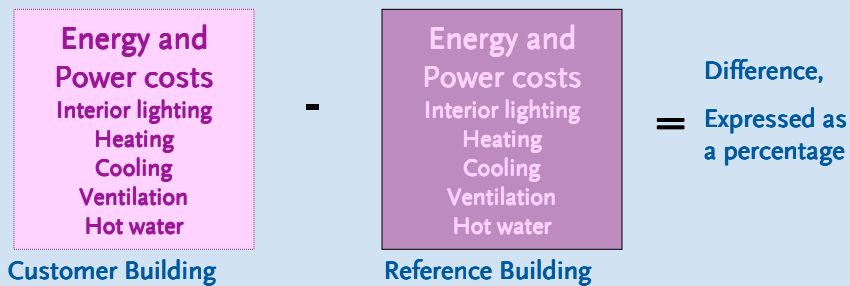 Energy and
Power costs
Interior lighting
Heating
Cooling
Ventilation
Hot water
Customer Building
-
Energy and
Power costs
Interior lighting
Heating
Cooling
Ventilation
Hot water
Reference Building
=
Difference,
Expressed as
a percentage